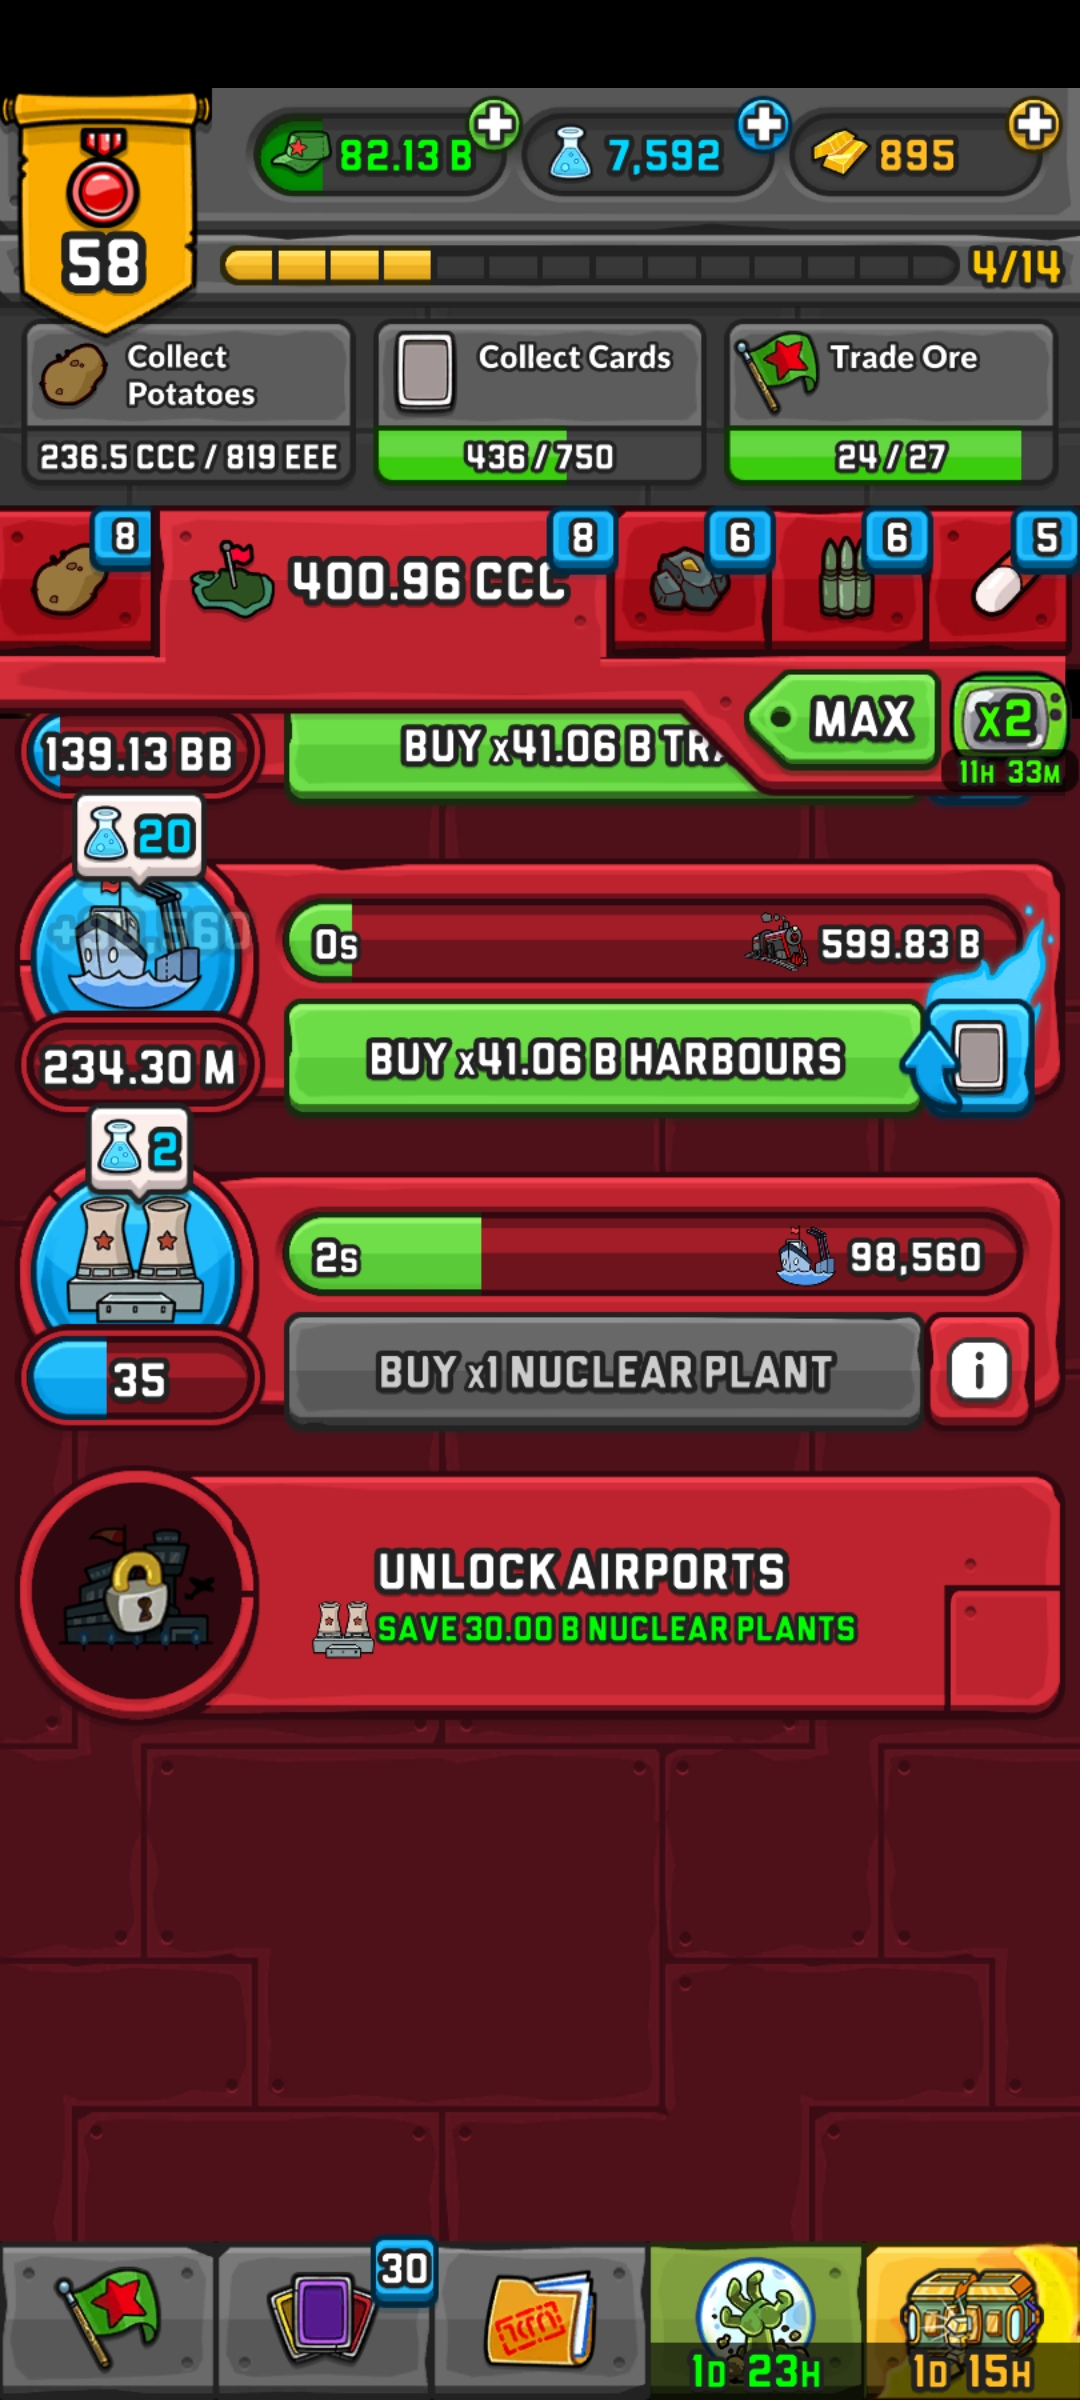 82.13 B
7,592
895
58
4/14
Collect
Potatoes
236.5 CCC / 819 EEE
Collect Cards
436 / 750
Trade Ore
24 / 27
8
400.96 CCC
8
6
6
5
MAX
x2
11H 33M
139.13 BB
BUY x41.06 B TRA
20
0s
599.83 B
234.30 M
BUY x41.06 B HARBOURS
2
2s
98,560
35
BUY x1 NUCLEAR PLANT
i
UNLOCK AIRPORTS
SAVE 30.00 B NUCLEAR PLANTS
30
1D 23H
1D 15H